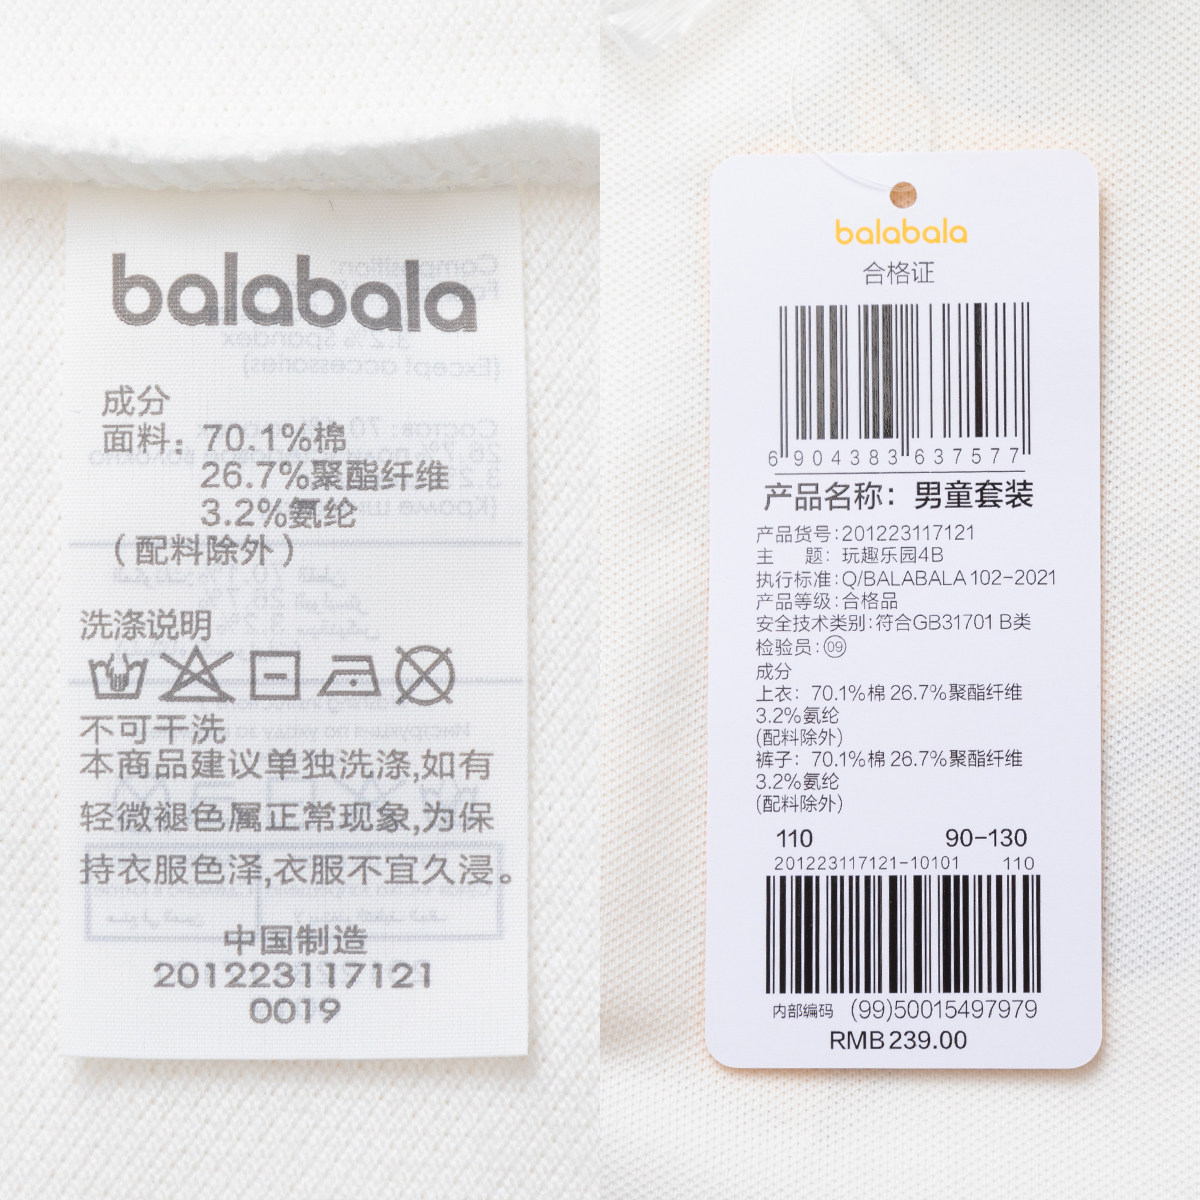 balabala
成分
面料：70.1%棉
26.7%聚酯纤维
3.2%氨纶
（配料除外）
洗涤说明
不可干洗
本商品建议单独洗涤,如有
轻微褪色属正常现象,为保
持衣服色泽,衣服不宜久浸。
中国制造
201223117121
0019
balabala
合格证
6 904383 637577
产品名称：男童套装
产品货号:201223117121
主 题：玩趣乐园4B
执行标准:Q/BALABALA 102-2021
产品等级:合格品
安全技术类别:符合GB31701 B类
检验员:09
成分
上衣：70.1%棉 26.7%聚酯纤维
3.2%氨纶
(配料除外)
裤子：70.1%棉 26.7%聚酯纤维
3.2%氨纶
(配料除外)
110 90-130
201223117121-10101 110
内部编码 (99)50015497979
RMB239.00